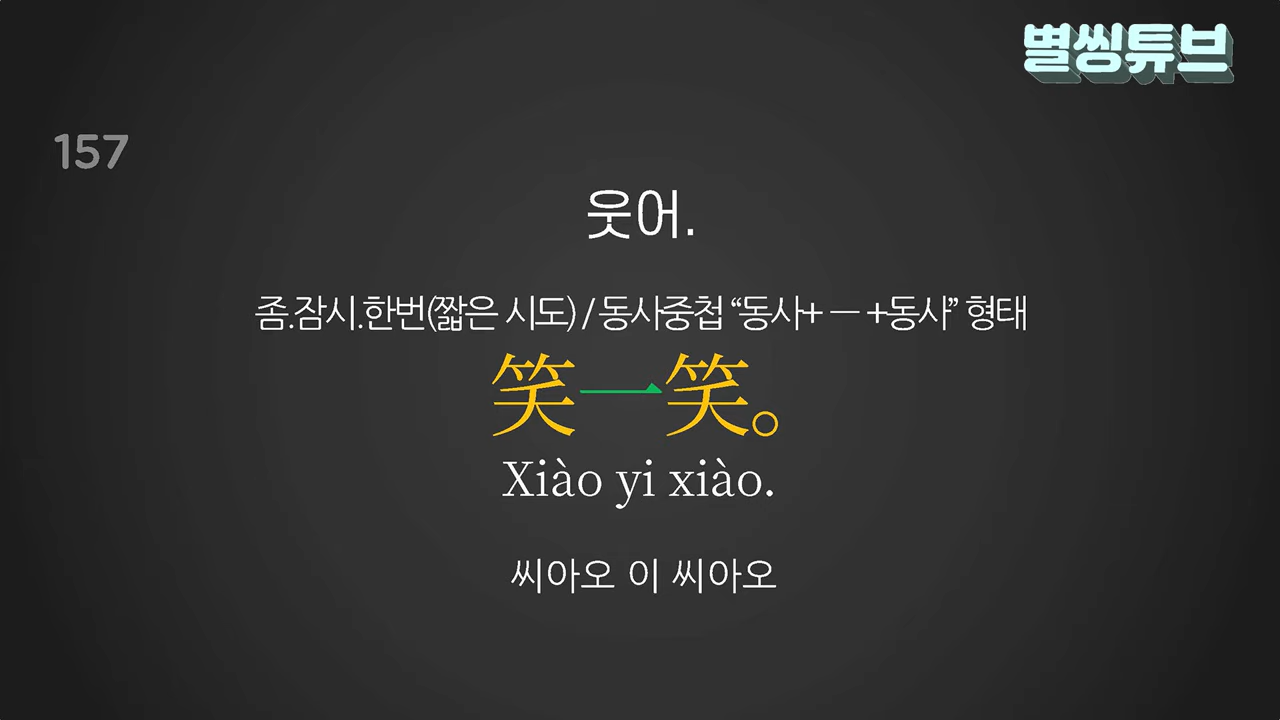 별씽튜브
157
웃어.
좀.잠시.한번(짧은 시도) / 동사중첩 “동사+ 一 +동사” 형태
笑一笑。
Xiào yi xiào.
씨아오 이 씨아오